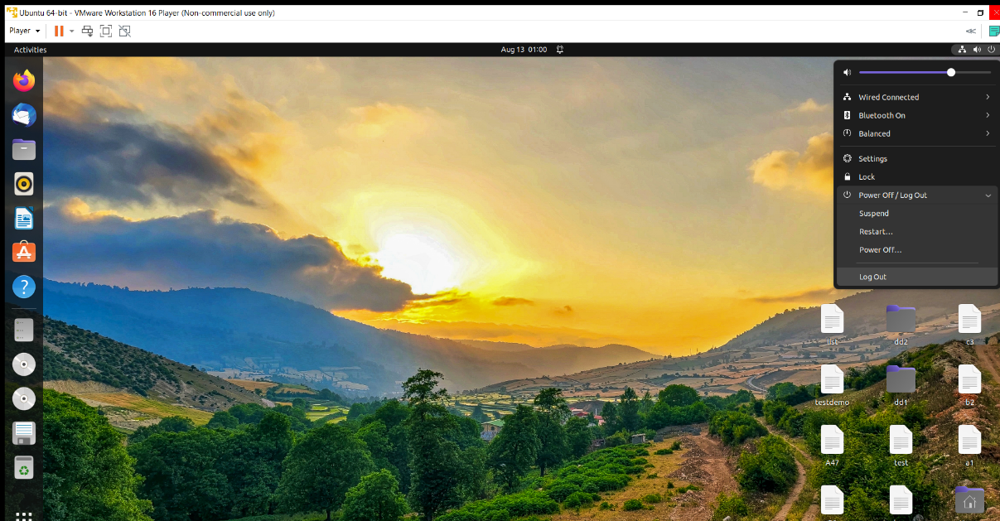 Ubuntu 64-bit - VMware Workstation 16 Player (Non-commercial use only)
Player
Activities
Aug 13 01:00
Wired Connected
Bluetooth On
Balanced
Settings
Lock
Power Off / Log Out
Suspend
Restart...
Power Off...
Log Out
list
dd2
c3
testdemo
dd1
b2
A47
test
a1
?